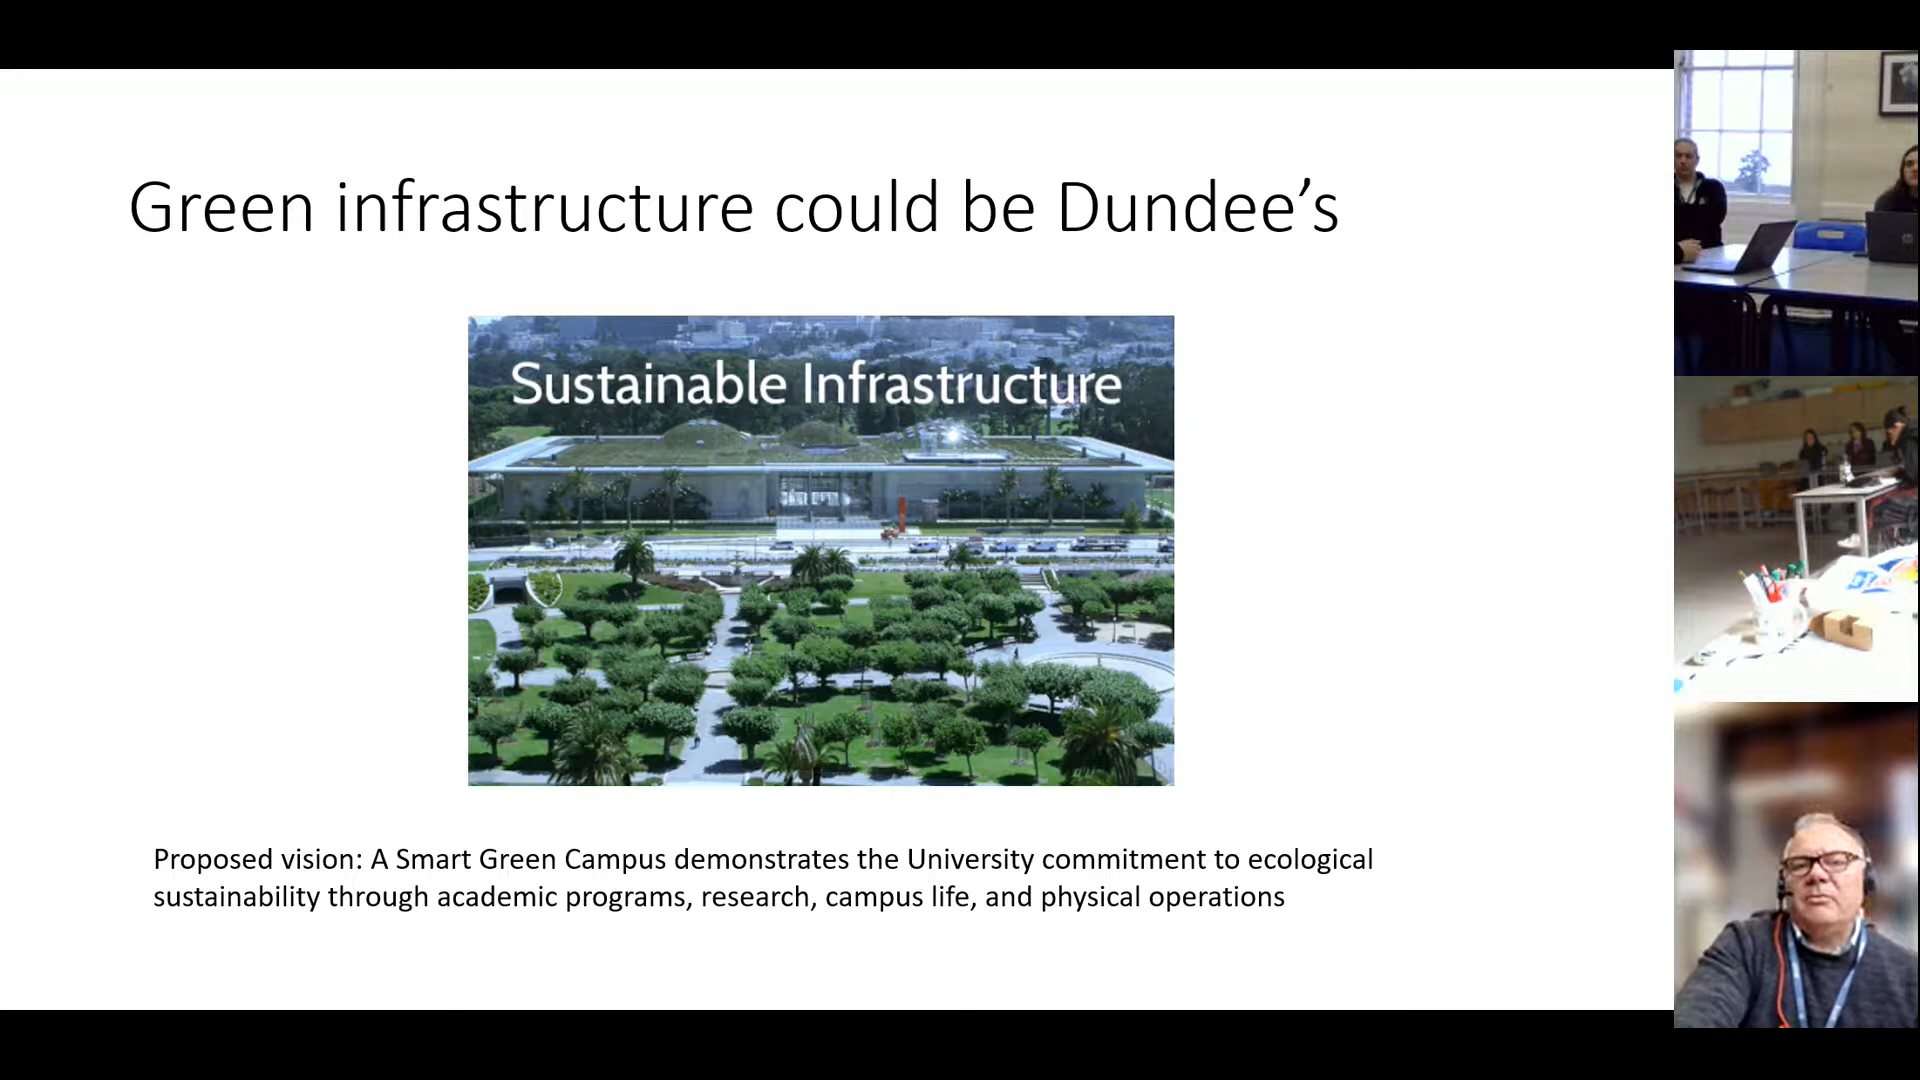 Green infrastructure could be Dundee’s
Sustainable Infrastructure
Proposed vision: A Smart Green Campus demonstrates the University commitment to ecological
sustainability through academic programs, research, campus life, and physical operations